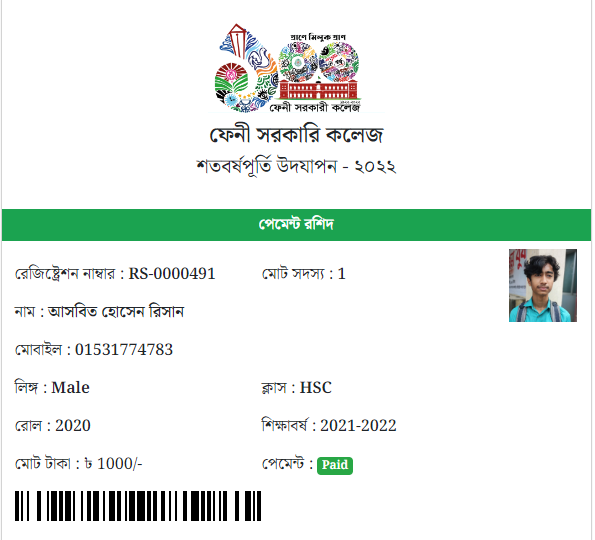 প্রাণে মিলুক প্রাণ
ফেনী সরকারী কলেজ
ফেনী সরকারি কলেজ
শতবর্ষপূর্তি উদযাপন - ২০২২
পেমেন্ট রশিদ
রেজিষ্ট্রেশন নাম্বার : RS-0000491 মোট সদস্য : 1
নাম : আসবিত হোসেন রিসান
মোবাইল : 01531774783
লিঙ্গ : Male ক্লাস : HSC
রোল : 2020 শিক্ষাবর্ষ : 2021-2022
মোট টাকা : ৳ 1000/- পেমেন্ট : Paid